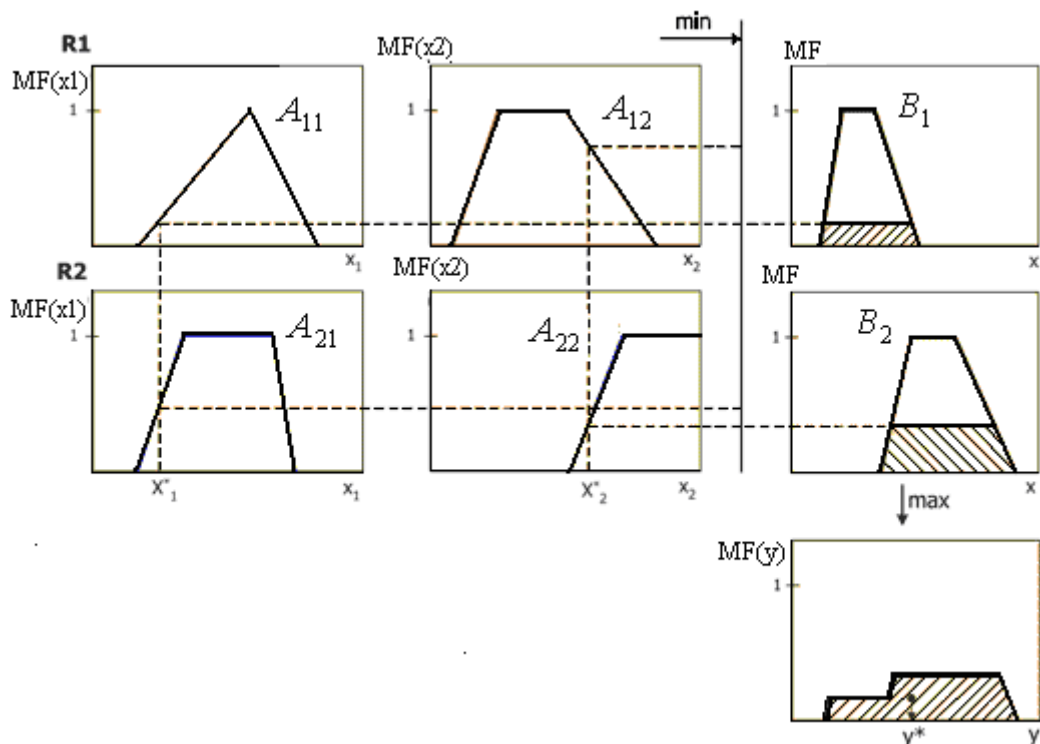 R1
min
MF(x1)
MF(x2)
MF
1
A11
1
A12
1
B1
x1
x2
x
R2
MF(x1)
MF(x2)
MF
1
A21
1
A22
1
B2
X*1
x1
X*2
x2
x
max
MF(y)
1
y*
y